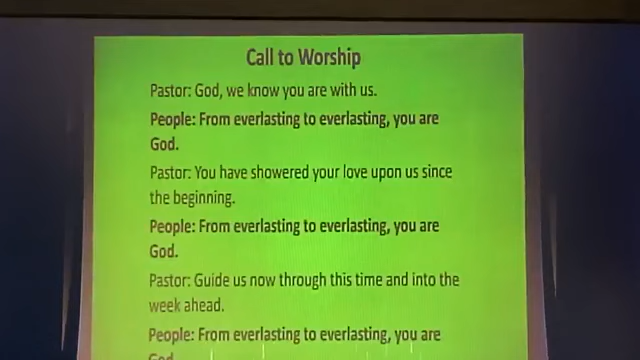 Call to Worship
Pastor: God, we know you are with us.
People: From everlasting to everlasting, you are
God.
Pastor: You have showered your love upon us since
the beginning.
People: From everlasting to everlasting, you are
God.
Pastor: Guide us now through this time and into the
week ahead.
People: From everlasting to everlasting, you are
God.